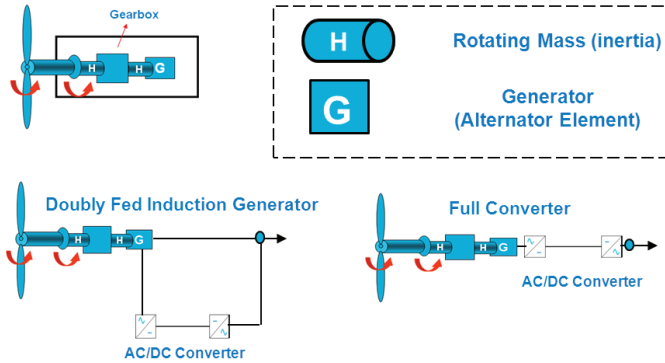 Gearbox
H H G
H Rotating Mass (inertia)
G Generator
(Alternator Element)
Doubly Fed Induction Generator
H H G
AC/DC Converter
Full Converter
H H G
AC/DC Converter